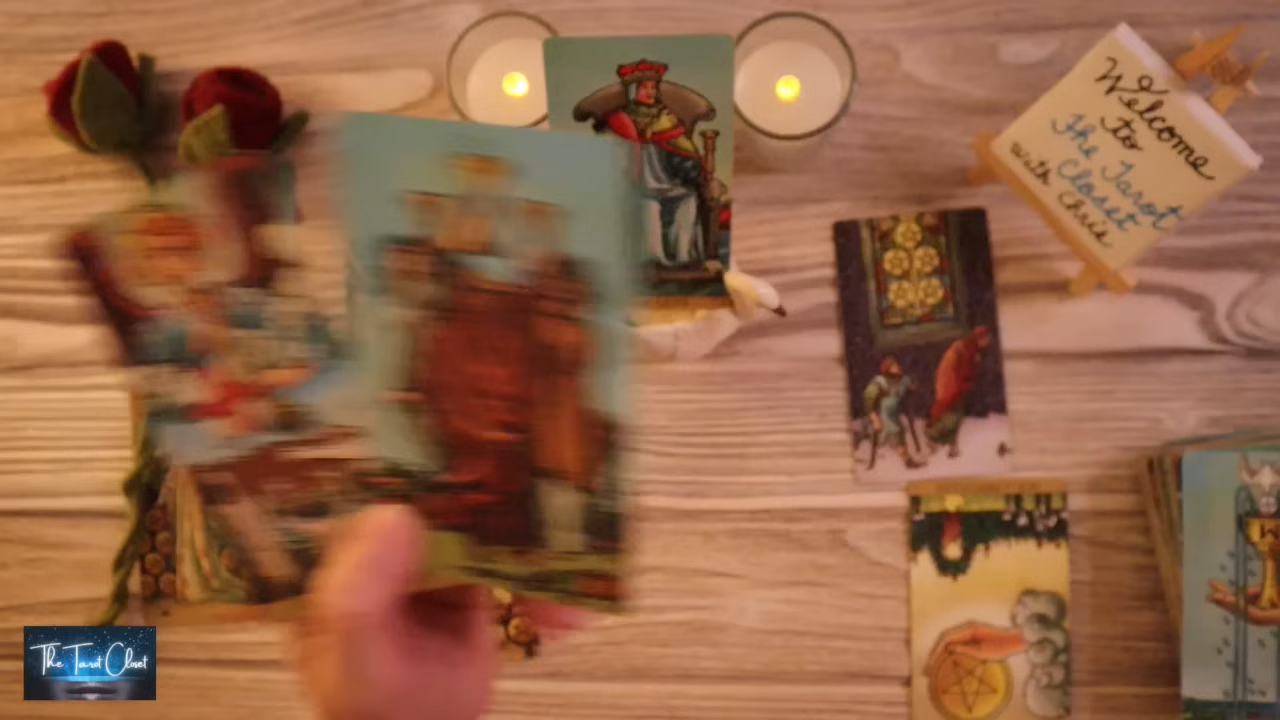 Welcome
to
The Tarot
Closet
with Chris
The Tarot Closet